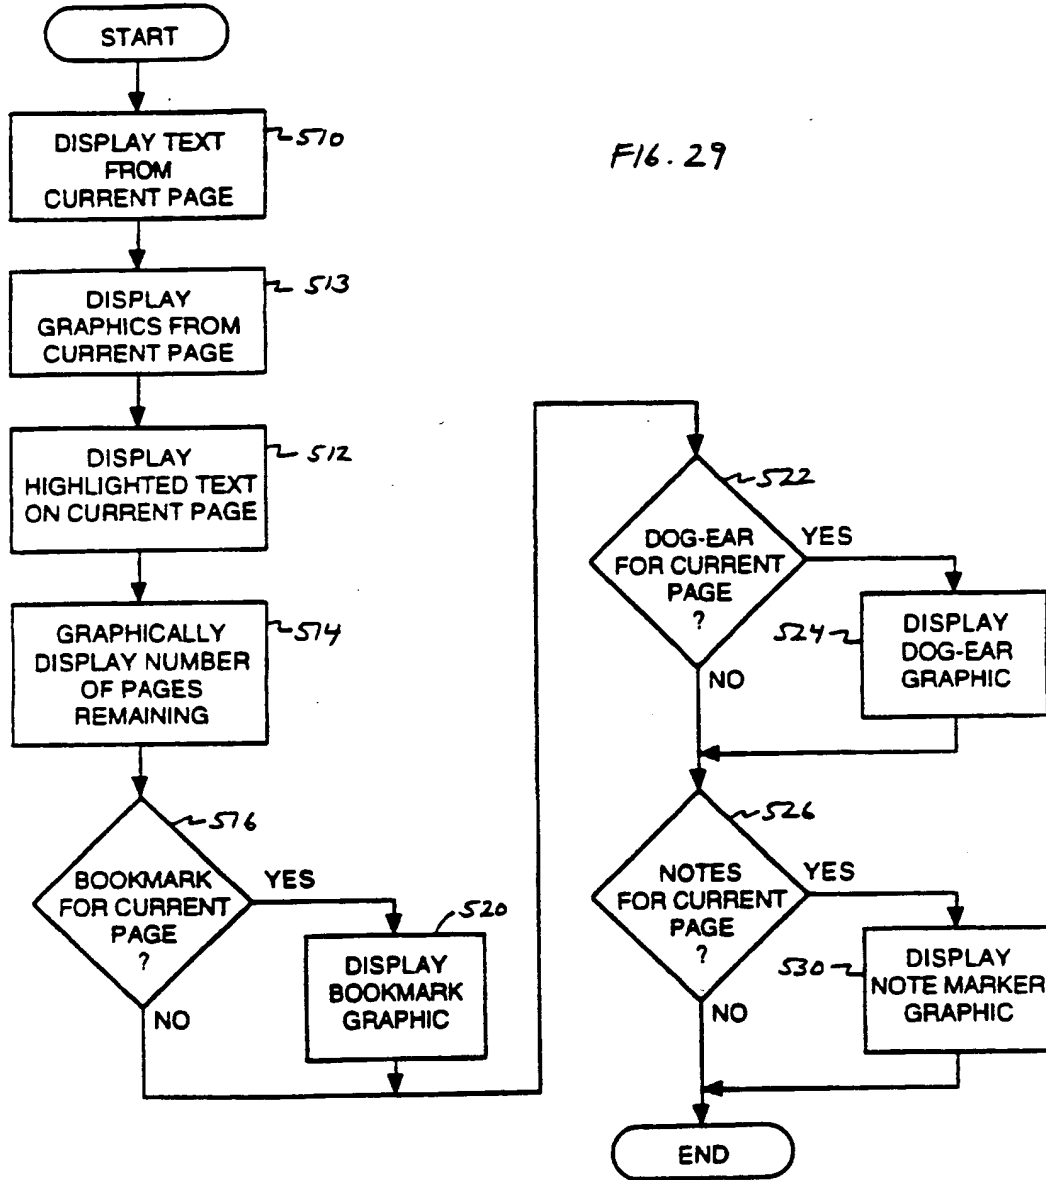 START
DISPLAY TEXT
FROM
CURRENT PAGE
510
FIG. 29
DISPLAY
GRAPHICS FROM
CURRENT PAGE
513
DISPLAY
HIGHLIGHTED TEXT
ON CURRENT PAGE
512
GRAPHICALLY
DISPLAY NUMBER
OF PAGES
REMAINING
514
BOOKMARK
FOR CURRENT
PAGE
?
516
YES
NO
DISPLAY
BOOKMARK
GRAPHIC
520
DOG-EAR
FOR CURRENT
PAGE
?
522
YES
NO
DISPLAY
DOG-EAR
GRAPHIC
524
NOTES
FOR CURRENT
PAGE
?
526
YES
NO
DISPLAY
NOTE MARKER
GRAPHIC
530
END